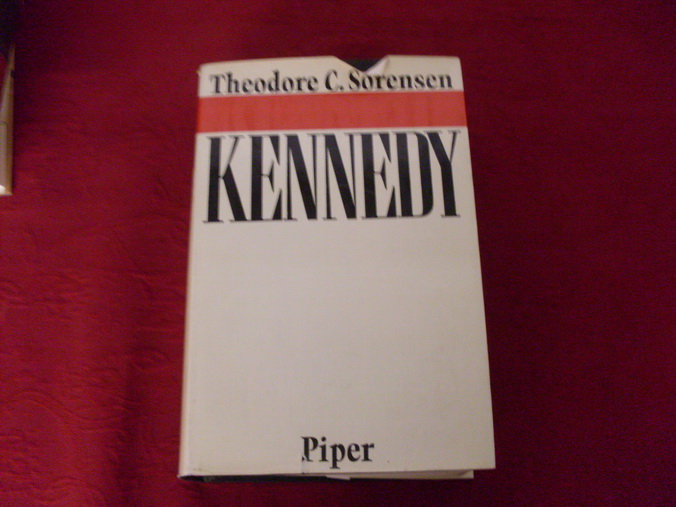 Theodore C. Sorensen
KENNEDY
Piper